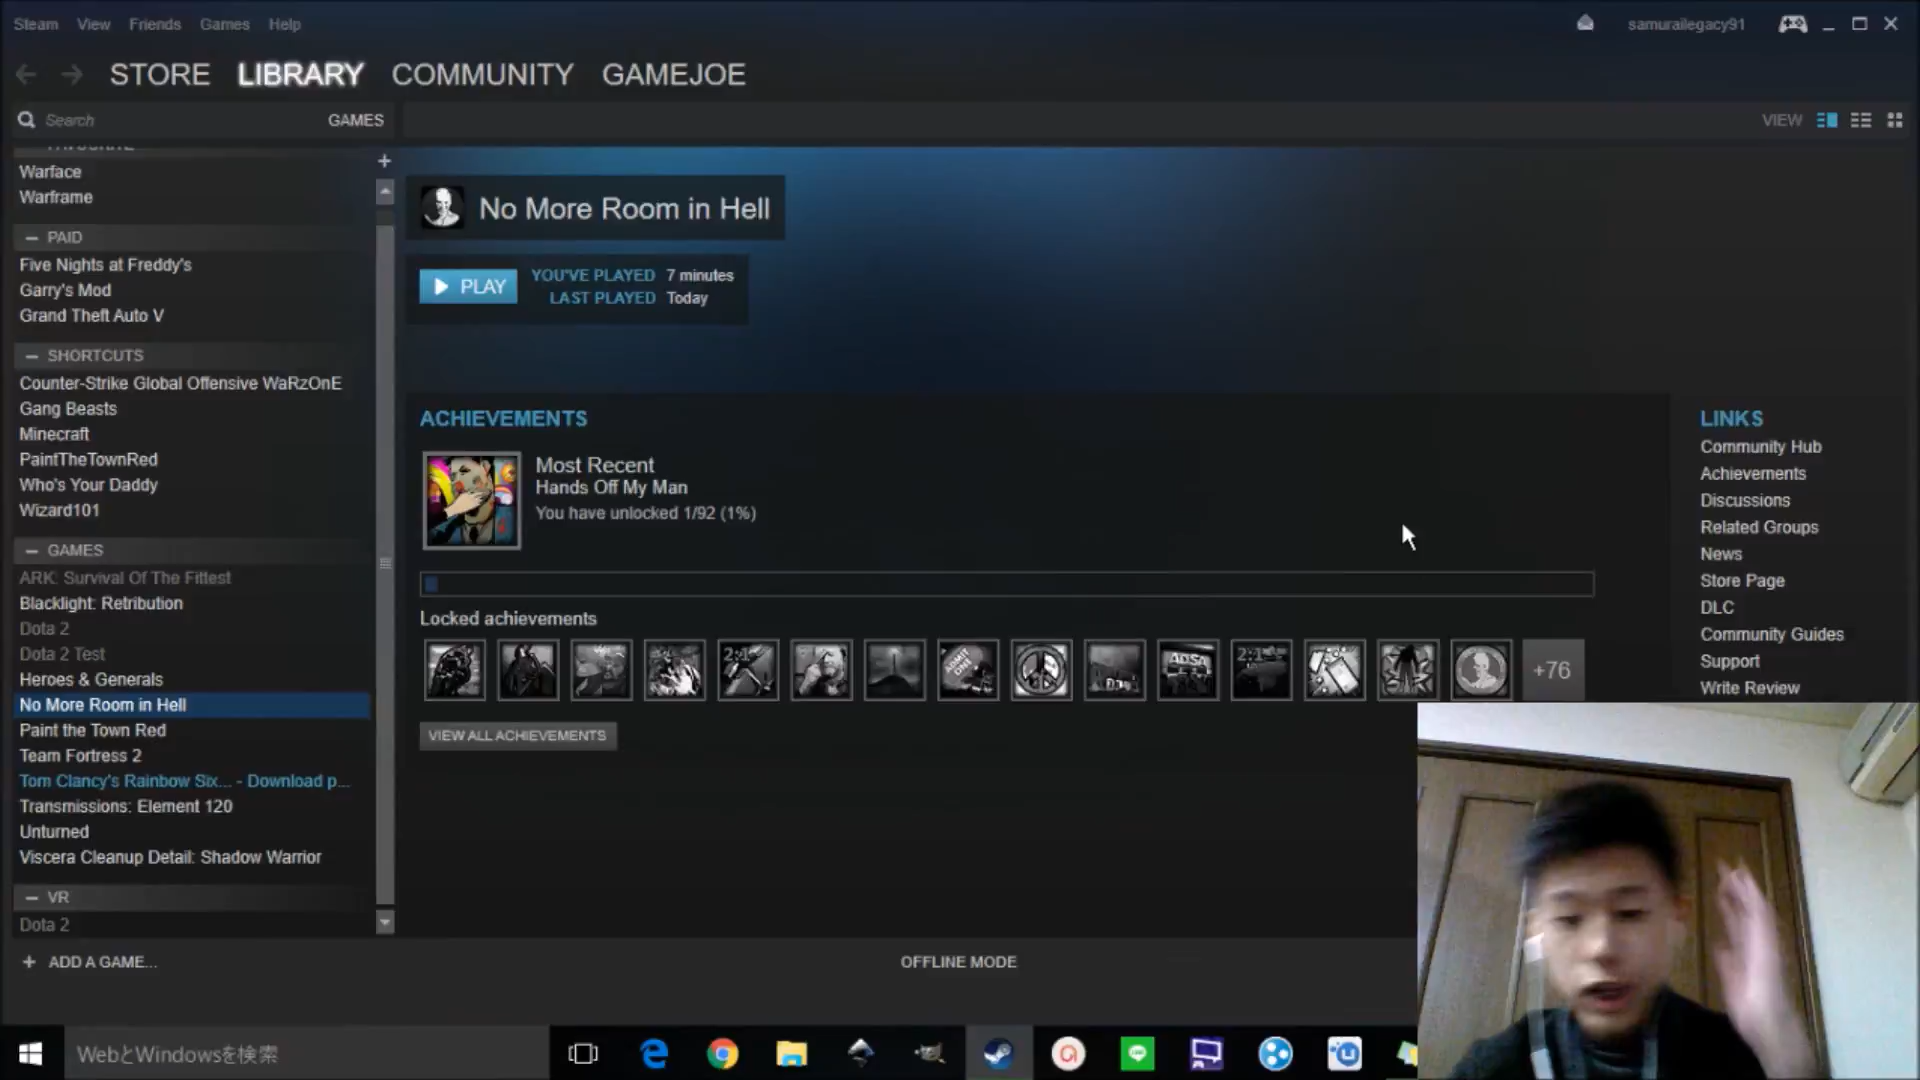 Steam View Friends Games Help
samurailegacy91
STORE LIBRARY COMMUNITY GAMEJOE
Search GAMES
VIEW
FAVOURITE
Warface
Warframe
PAID
Five Nights at Freddy's
Garry's Mod
Grand Theft Auto V
SHORTCUTS
Counter-Strike Global Offensive WaRzOnE
Gang Beasts
Minecraft
PaintTheTownRed
Who's Your Daddy
Wizard101
GAMES
ARK: Survival Of The Fittest
Blacklight: Retribution
Dota 2
Dota 2 Test
Heroes & Generals
No More Room in Hell
Paint the Town Red
Team Fortress 2
Tom Clancy's Rainbow Six... - Download p...
Transmissions: Element 120
Unturned
Viscera Cleanup Detail: Shadow Warrior
VR
Dota 2
+ ADD A GAME...
No More Room in Hell
PLAY
YOU'VE PLAYED 7 minutes
LAST PLAYED Today
ACHIEVEMENTS
Most Recent
Hands Off My Man
You have unlocked 1/92 (1%)
Locked achievements
2:1
ADMIT ONE
2:1
+76
VIEW ALL ACHIEVEMENTS
LINKS
Community Hub
Achievements
Discussions
Related Groups
News
Store Page
DLC
Community Guides
Support
Write Review
OFFLINE MODE
WebとWindowsを検索